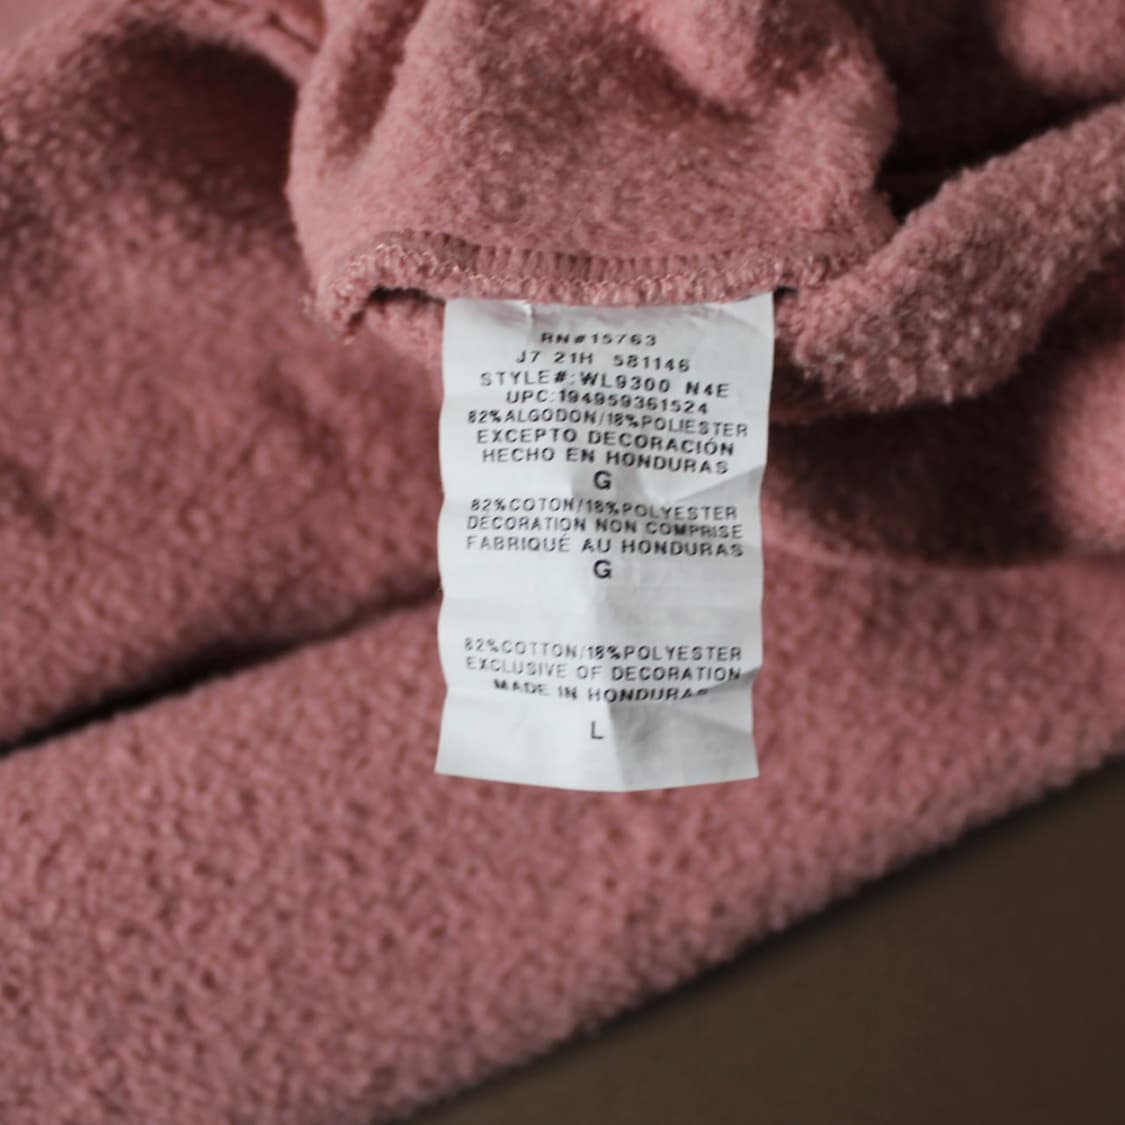 RN#15763
J7 21H 581146
STYLE#:WL9300 N4E
UPC:194959361524
82%ALGODON/18%POLIESTER
EXCEPTO DECORACIÓN
HECHO EN HONDURAS
G
82%COTON/18%POLYESTER
DÉCORATION NON COMPRISE
FABRIQUÉ AU HONDURAS
G
82%COTTON/18%POLYESTER
EXCLUSIVE OF DECORATION
MADE IN HONDURAS
L